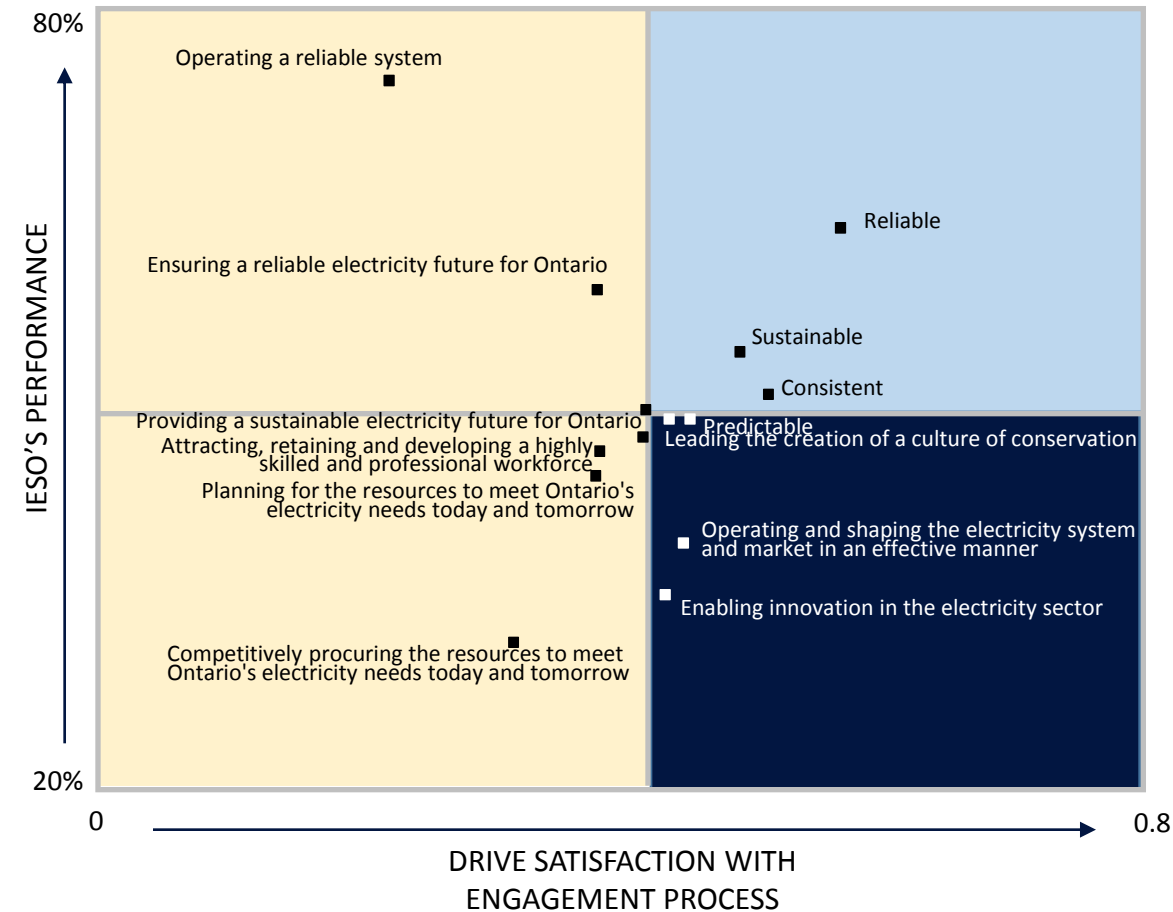 80%
Operating a reliable system
Reliable
Ensuring a reliable electricity future for Ontario
Sustainable
Consistent
Providing a sustainable electricity future for Ontario
Predictable
Leading the creation of a culture of conservation
Attracting, retaining and developing a highly
skilled and professional workforce
Planning for the resources to meet Ontario's
electricity needs today and tomorrow
Operating and shaping the electricity system
and market in an effective manner
Enabling innovation in the electricity sector
Competitively procuring the resources to meet
Ontario's electricity needs today and tomorrow
IESO'S PERFORMANCE
20%
0
0.8
DRIVE SATISFACTION WITH
ENGAGEMENT PROCESS